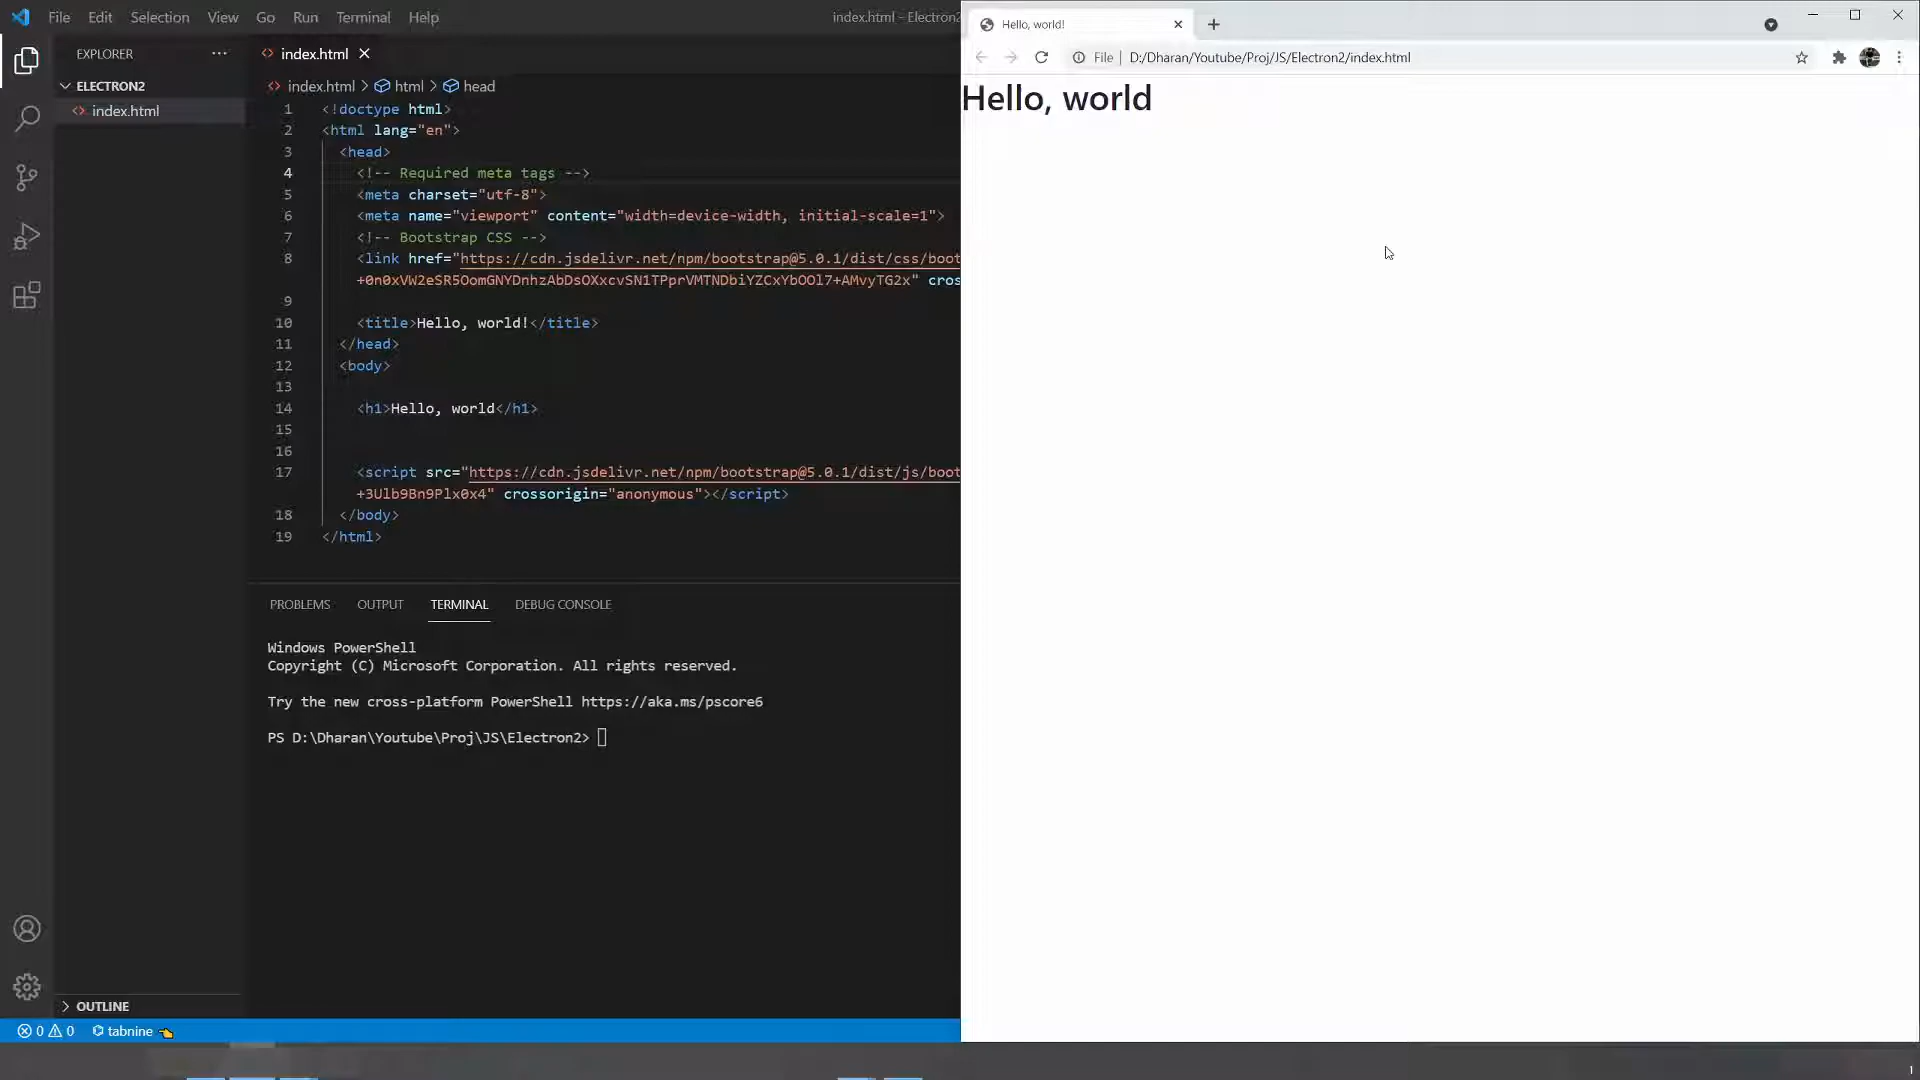 File Edit Selection View Go Run Terminal Help
index.html - Electron2
EXPLORER
ELECTRON2
index.html
OUTLINE
index.html
index.html > html > head
1 <!doctype html>
2 <html lang="en">
3 <head>
4 <!-- Required meta tags -->
5 <meta charset="utf-8">
6 <meta name="viewport" content="width=device-width, initial-scale=1">
7 <!-- Bootstrap CSS -->
8 <link href="https://cdn.jsdelivr.net/npm/bootstrap@5.0.1/dist/css/boot
+0n0xVW2eSR5OomGNYDnhzAbDsOXxcvSN1TPprVMTNDbiYZCxYbOOl7+AMvyTG2x" cros
9
10 <title>Hello, world!</title>
11 </head>
12 <body>
13
14 <h1>Hello, world</h1>
15
16
17 <script src="https://cdn.jsdelivr.net/npm/bootstrap@5.0.1/dist/js/boot
+3Ulb9Bn9Plx0x4" crossorigin="anonymous"></script>
18 </body>
19 </html>
PROBLEMS OUTPUT TERMINAL DEBUG CONSOLE
Windows PowerShell
Copyright (C) Microsoft Corporation. All rights reserved.
Try the new cross-platform PowerShell https://aka.ms/pscore6
PS D:\Dharan\Youtube\Proj\JS\Electron2>
0 0 tabnine
Hello, world!
File D:/Dharan/Youtube/Proj/JS/Electron2/index.html
Hello, world
1